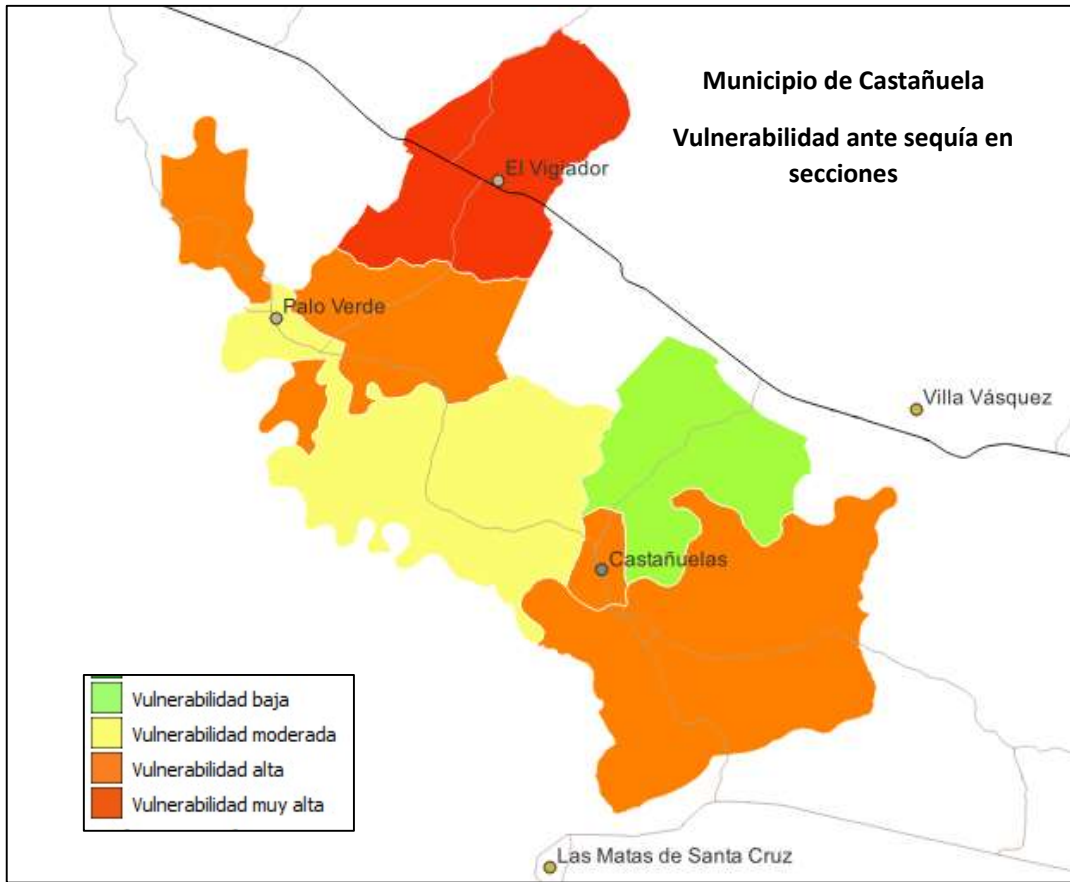 Municipio de Castañuela
Vulnerabilidad ante sequía en
secciones
El Vigiador
Palo Verde
Villa Vásquez
Castañuelas
Vulnerabilidad baja
Vulnerabilidad moderada
Vulnerabilidad alta
Vulnerabilidad muy alta
Las Matas de Santa Cruz